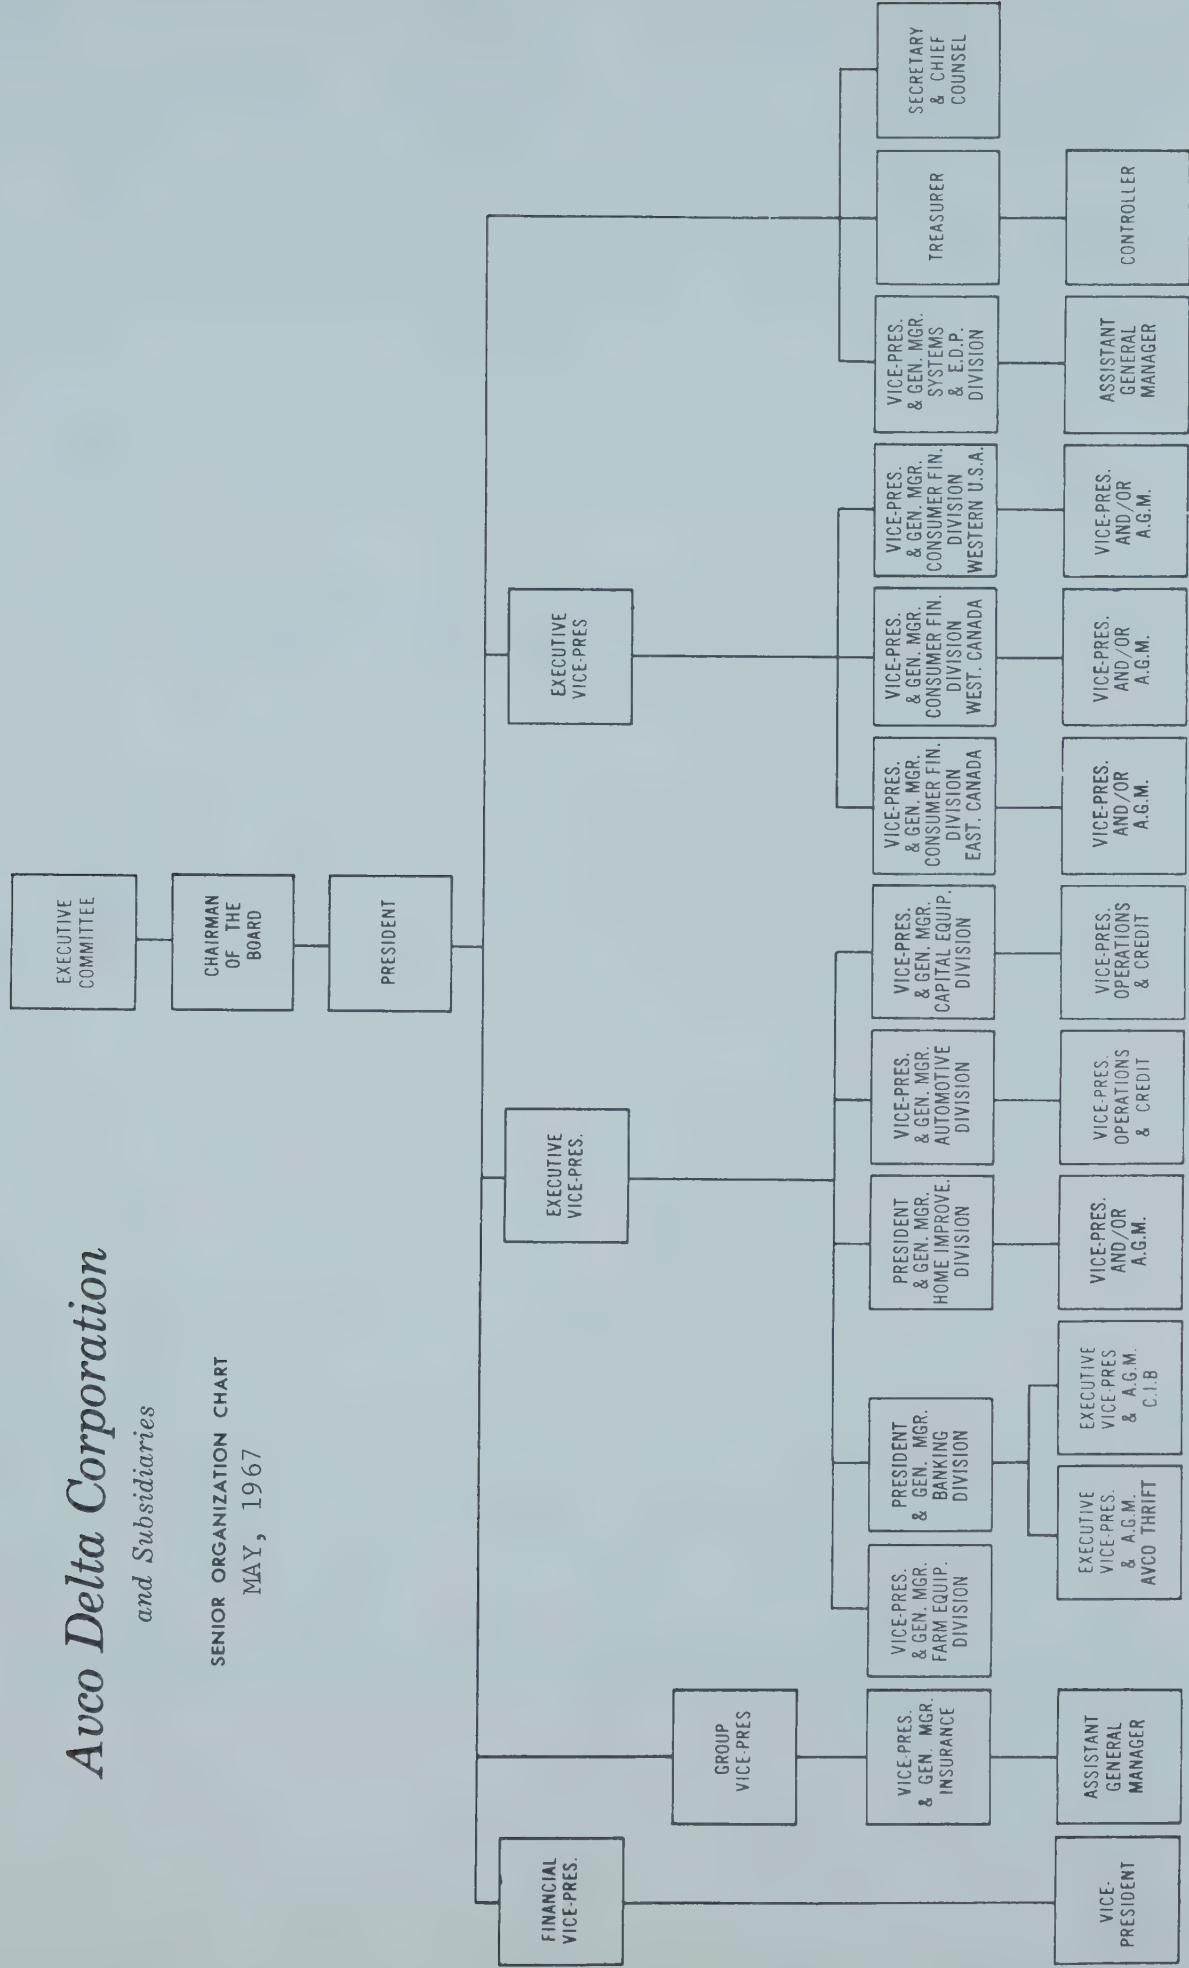 Avco Delta Corporation
and Subsidiaries
SENIOR ORGANIZATION CHART
MAY, 1967
EXECUTIVE
COMMITTEE
CHAIRMAN
OF THE
BOARD
PRESIDENT
FINANCIAL
VICE-PRES.
EXECUTIVE
VICE-PRES.
EXECUTIVE
VICE-PRES
GROUP
VICE-PRES
VICE-PRES.
& GEN. MGR.
INSURANCE
VICE-PRES.
& GEN. MGR.
FARM EQUIP.
DIVISION
PRESIDENT
& GEN. MGR.
BANKING
DIVISION
PRESIDENT
& GEN. MGR.
HOME IMPROVE.
DIVISION
VICE-PRES.
& GEN. MGR.
AUTOMOTIVE
DIVISION
VICE-PRES.
& GEN. MGR.
CAPITAL EQUIP.
DIVISION
VICE-PRES.
& GEN. MGR.
CONSUMER FIN.
DIVISION
EAST. CANADA
VICE-PRES.
& GEN. MGR.
CONSUMER FIN.
DIVISION
WEST. CANADA
VICE-PRES.
& GEN. MGR.
CONSUMER FIN.
DIVISION
WESTERN U.S.A.
VICE-PRES.
& GEN. MGR.
SYSTEMS
& E.D.P.
DIVISION
TREASURER
SECRETARY
& CHIEF
COUNSEL
VICE-
PRESIDENT
ASSISTANT
GENERAL
MANAGER
EXECUTIVE
VICE-PRES.
& A.G.M.
AVCO THRIFT
EXECUTIVE
VICE-PRES
& A.G.M.
C.I.B
VICE-PRES.
AND/OR
A.G.M.
VICE-PRES.
OPERATIONS
& CREDIT
VICE-PRES.
OPERATIONS
& CREDIT
VICE-PRES.
AND/OR
A.G.M.
VICE-PRES.
AND/OR
A.G.M.
VICE-PRES.
AND/OR
A.G.M.
ASSISTANT
GENERAL
MANAGER
CONTROLLER